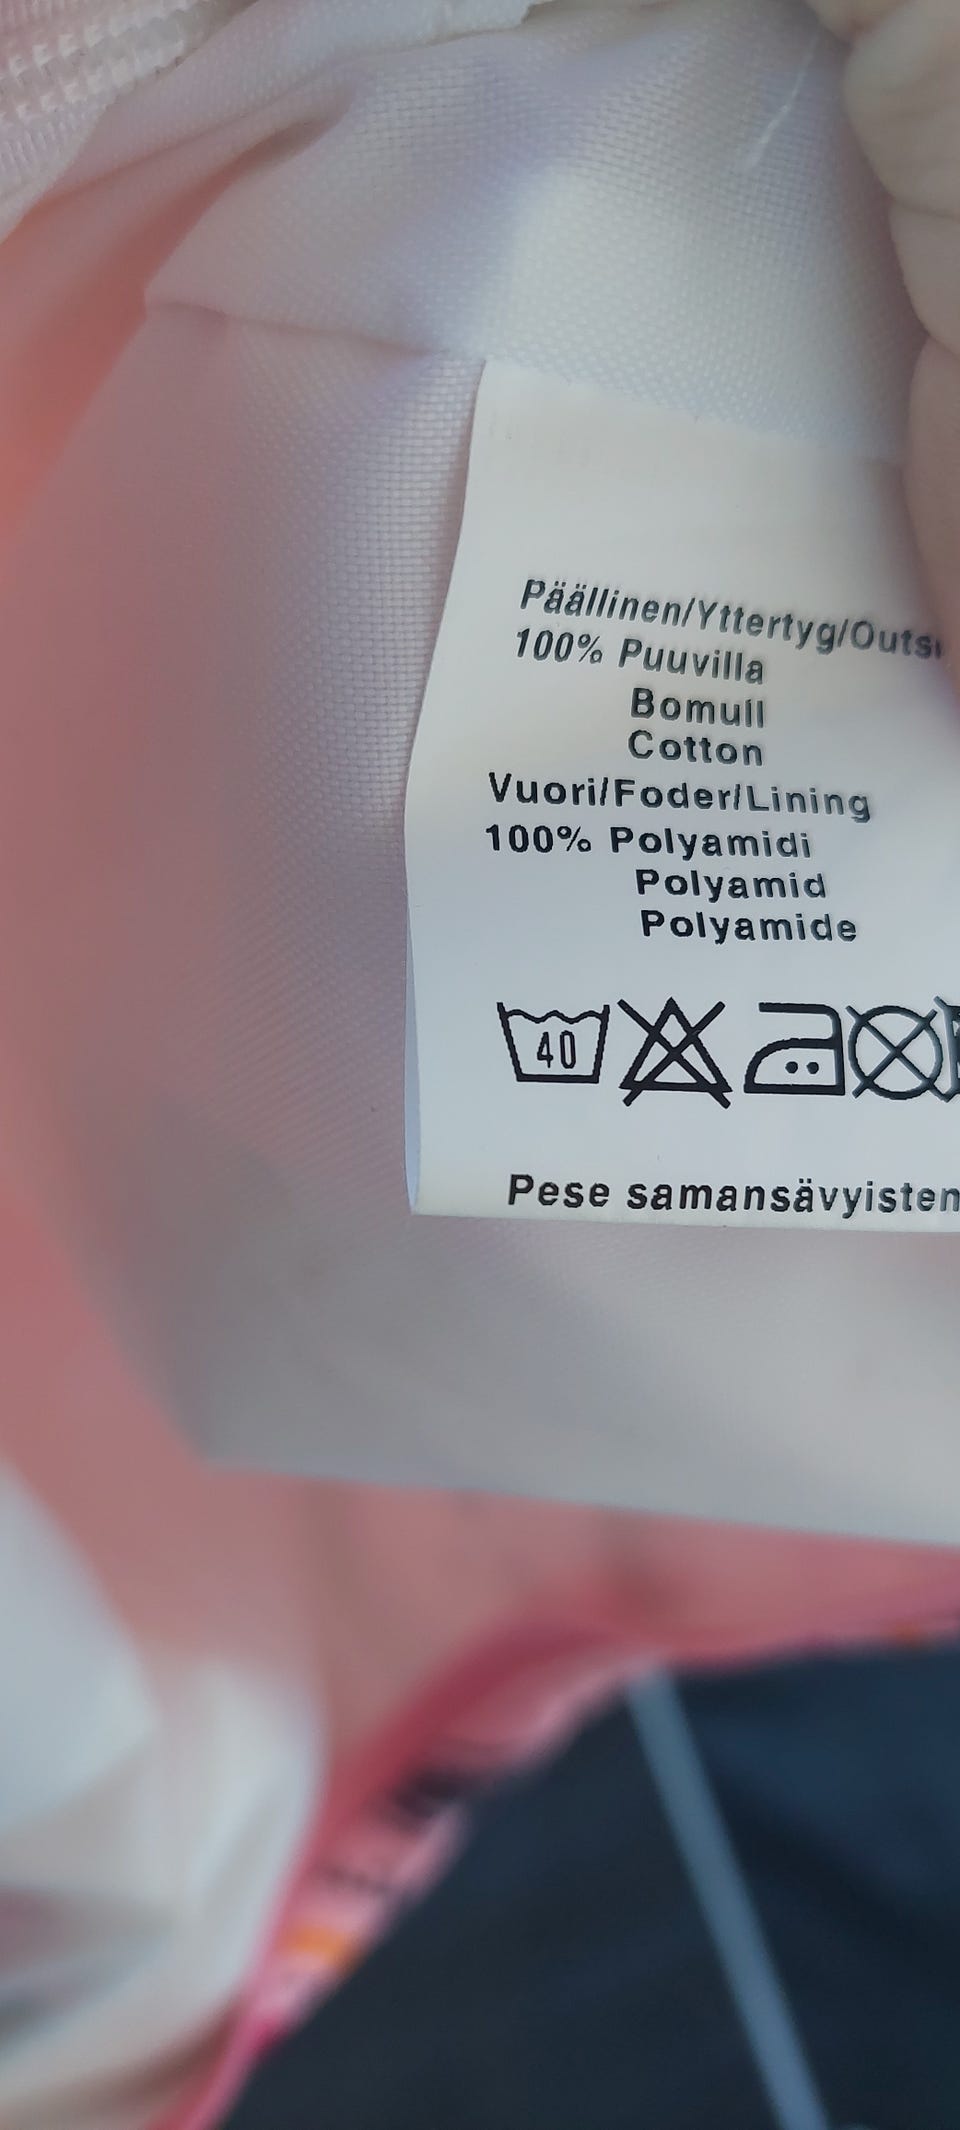 Päällinen/Yttertyg/Outs
100% Puuvilla
Bomull
Cotton
Vuori/Foder/Lining
100% Polyamidi
Polyamid
Polyamide
40
Pese samansävyisten